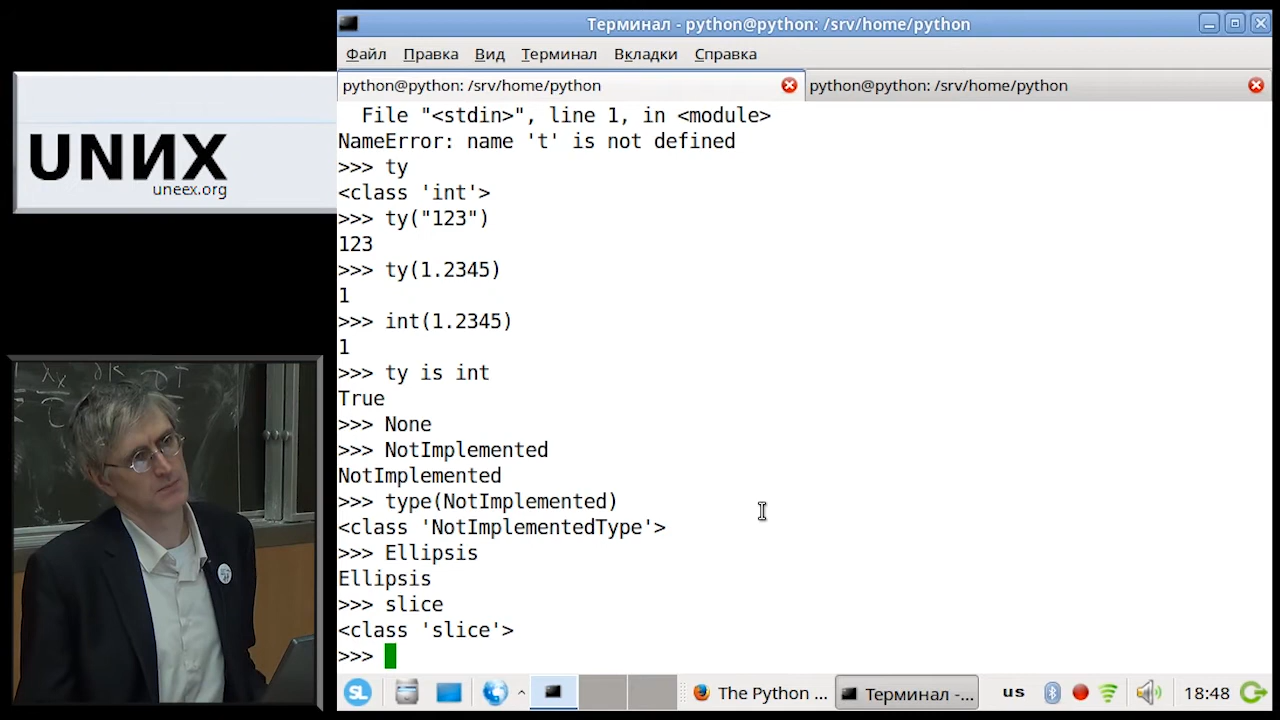 UNИX
uneex.org
Терминал - python@python: /srv/home/python
Файл Правка Вид Терминал Вкладки Справка
python@python: /srv/home/python python@python: /srv/home/python
File "<stdin>", line 1, in <module>
NameError: name 't' is not defined
>>> ty
<class 'int'>
>>> ty("123")
123
>>> ty(1.2345)
1
>>> int(1.2345)
1
>>> ty is int
True
>>> None
>>> NotImplemented
NotImplemented
>>> type(NotImplemented)
<class 'NotImplementedType'>
>>> Ellipsis
Ellipsis
>>> slice
<class 'slice'>
>>>
SL The Python ... Терминал -... us 18:48